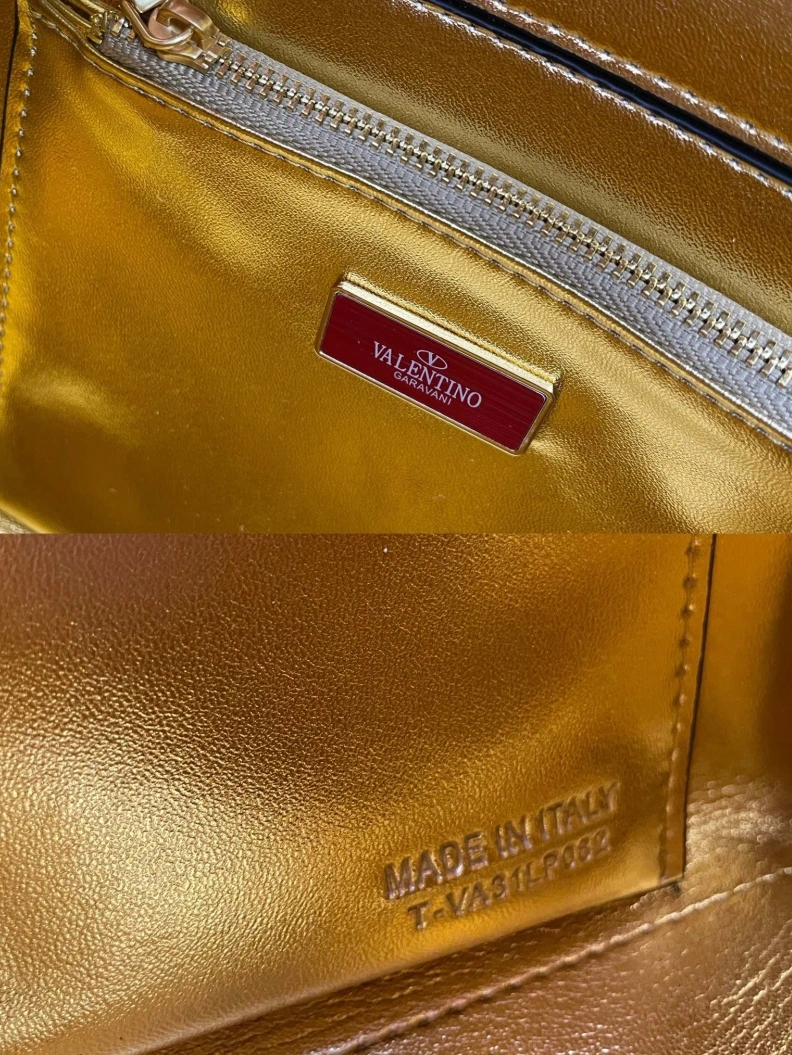 VALENTINO
GARAVANI
MADE IN ITALY
T-VA31LP062